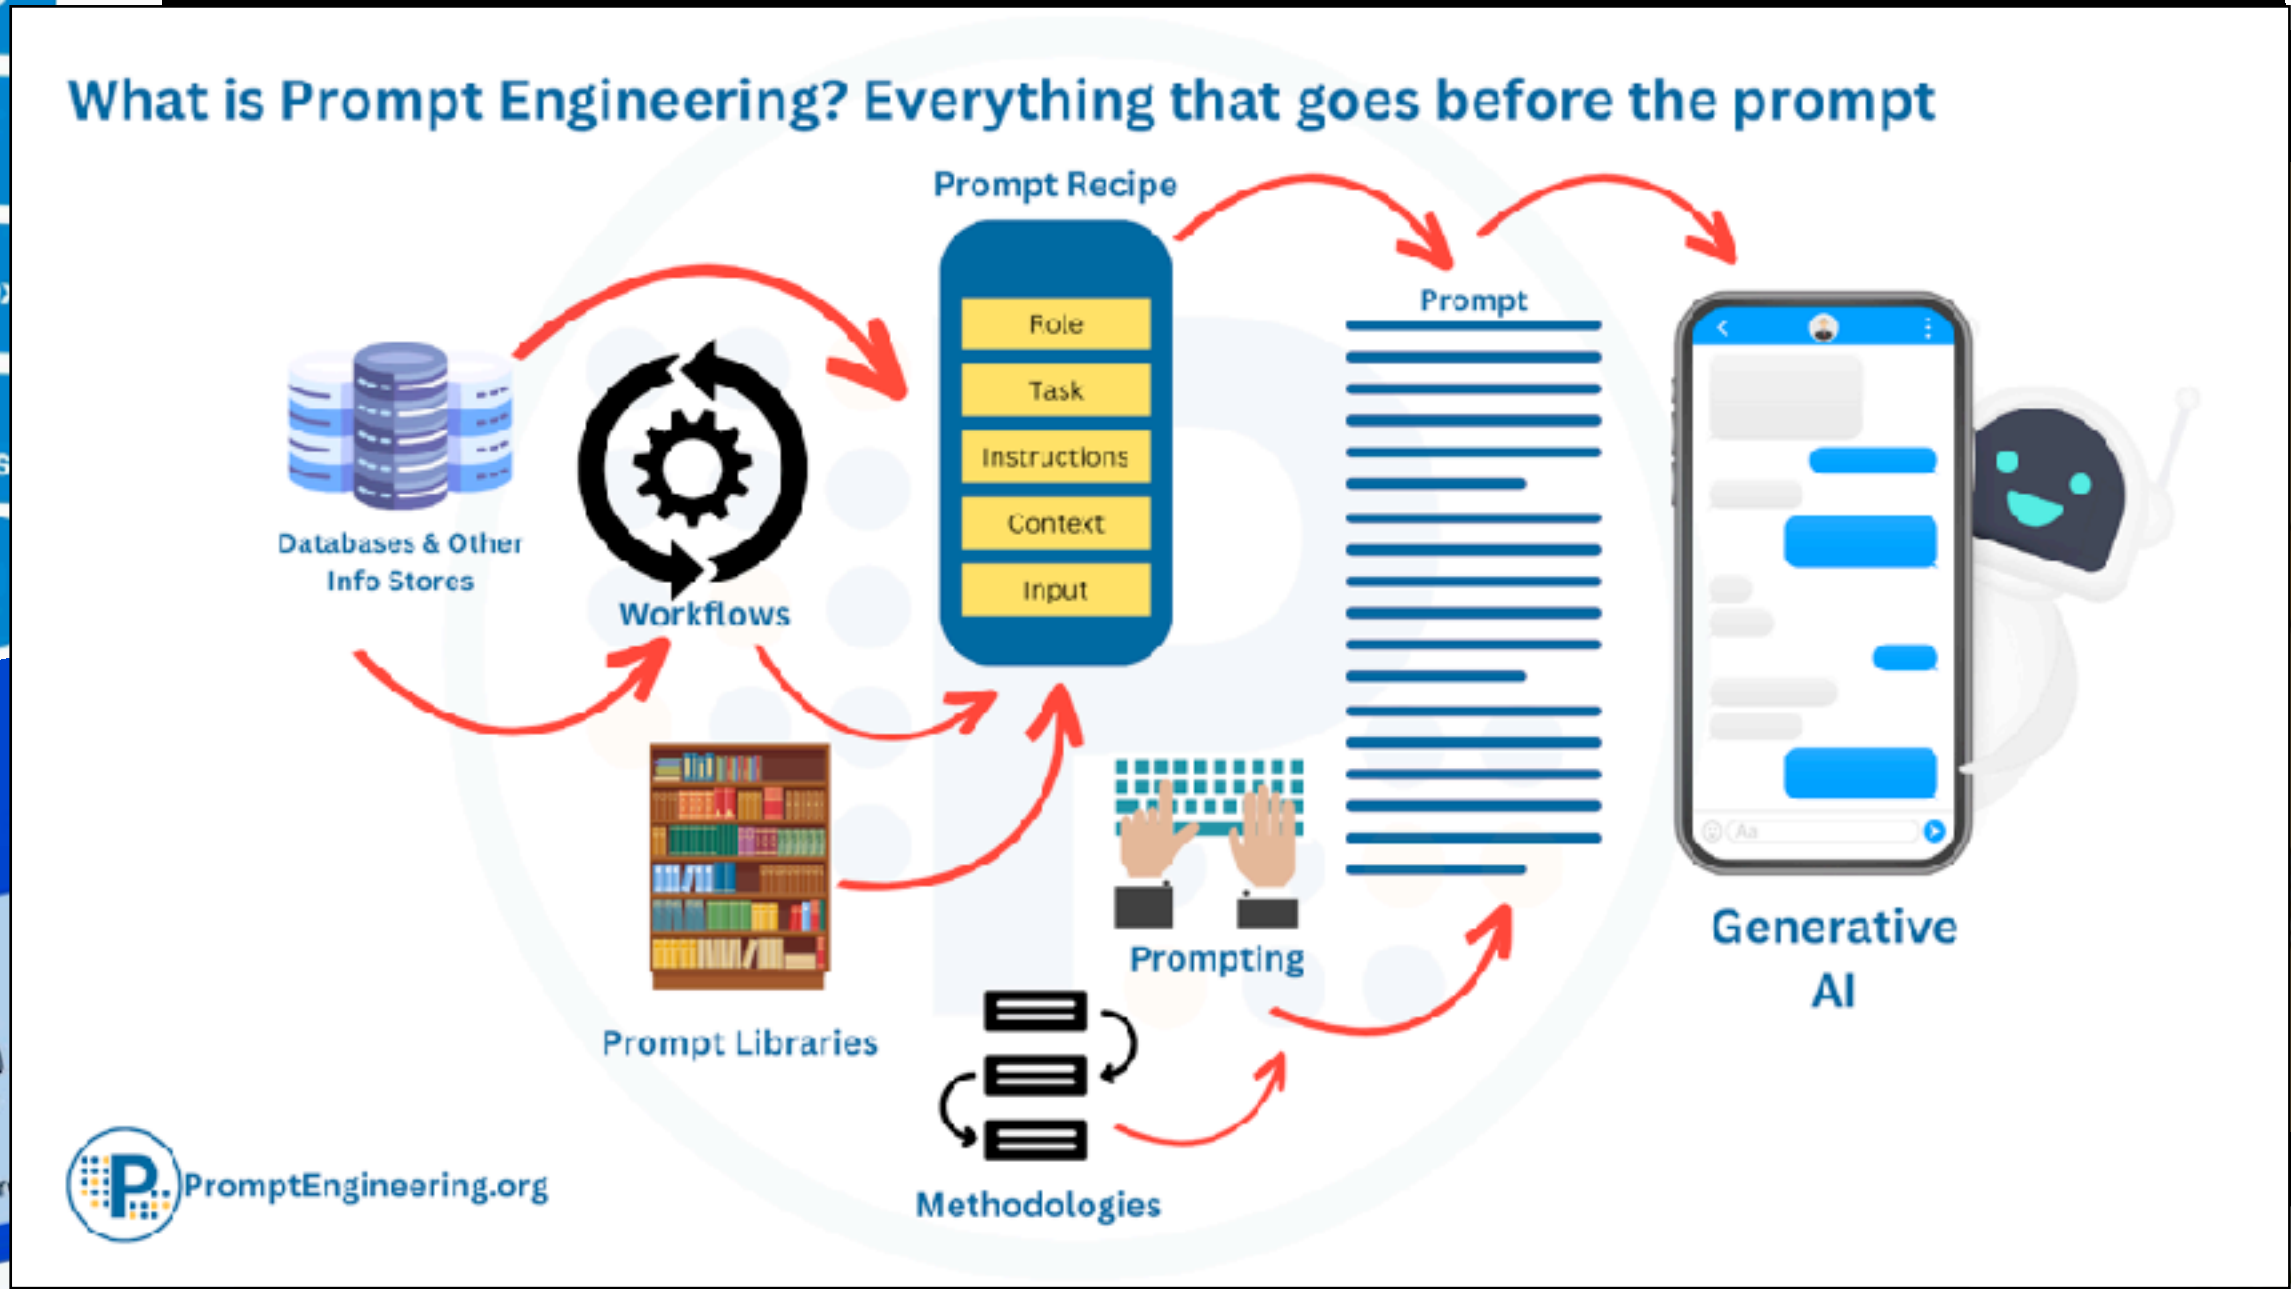 What is Prompt Engineering? Everything that goes before the prompt
Prompt Recipe
Role
Task
Instructions
Context
Input
Prompt
Databases & Other
Info Stores
Workflows
Prompt Libraries
Prompting
Methodologies
Aa
Generative
AI
P
PromptEngineering.org